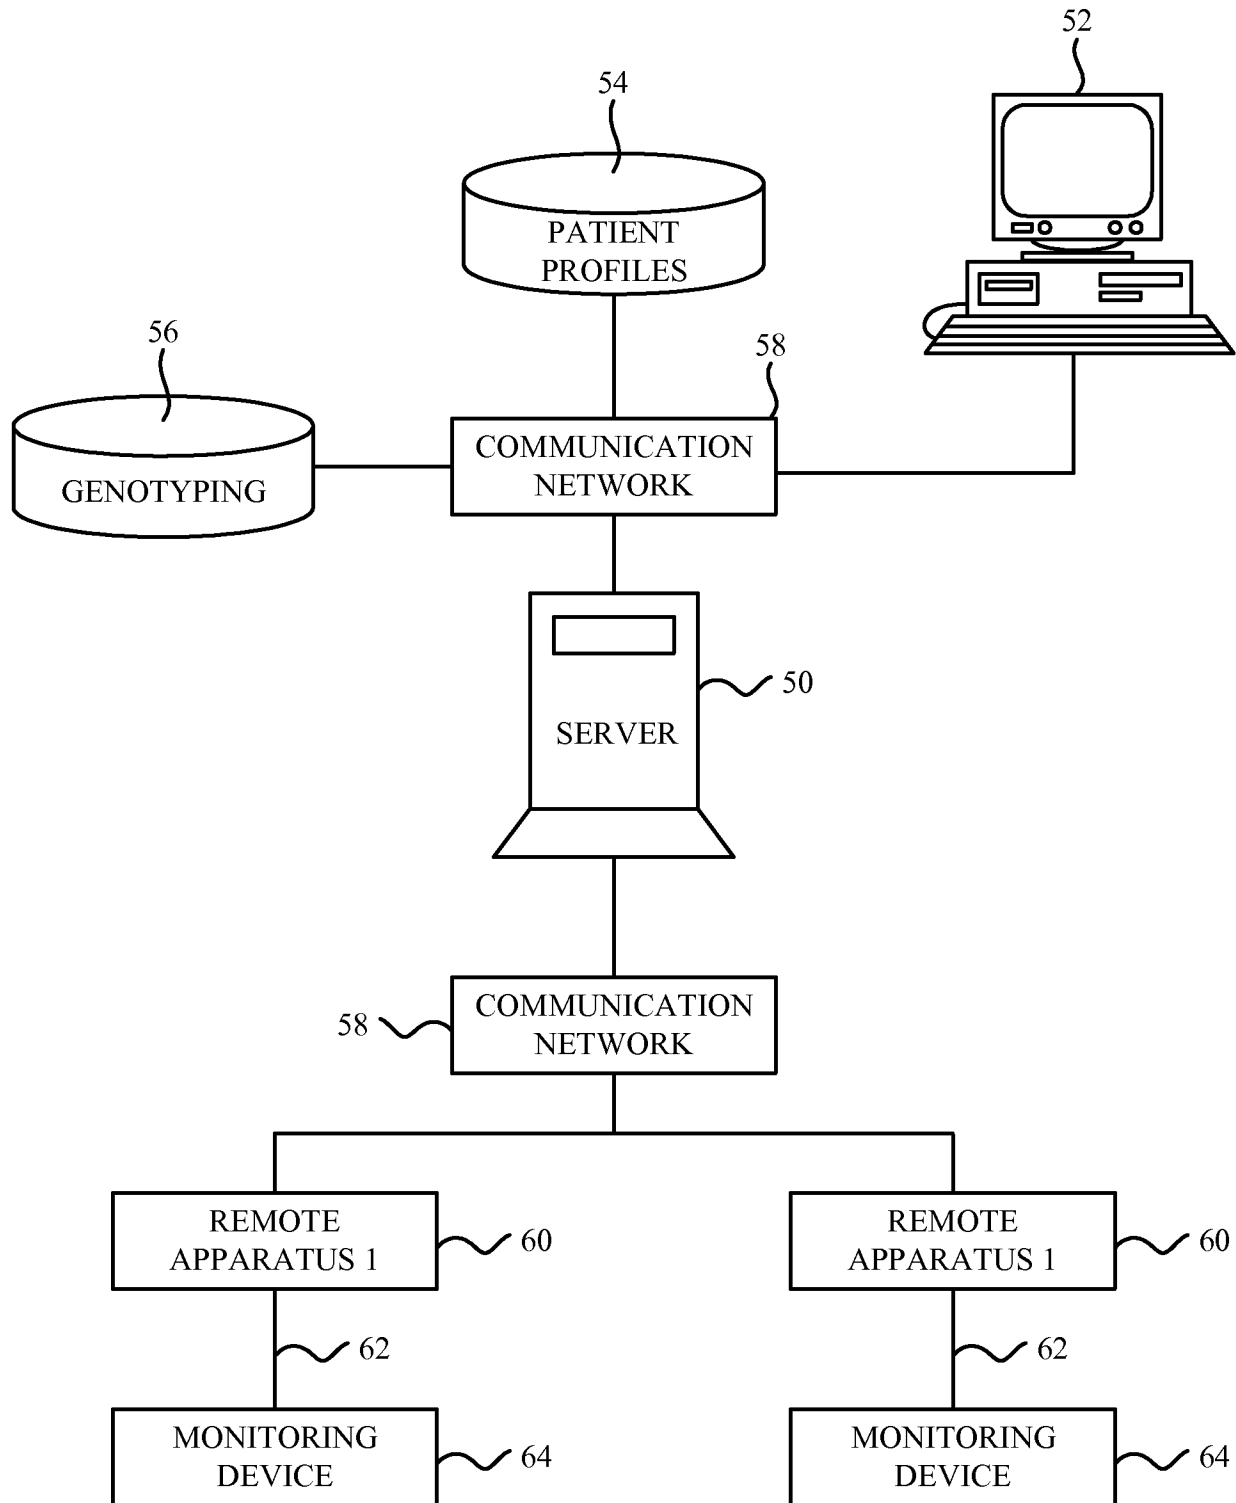 52
54
PATIENT
PROFILES
56
58
GENOTYPING
COMMUNICATION
NETWORK
50
SERVER
58
COMMUNICATION
NETWORK
REMOTE
APPARATUS 1
60
REMOTE
APPARATUS 1
60
62
62
MONITORING
DEVICE
64
MONITORING
DEVICE
64